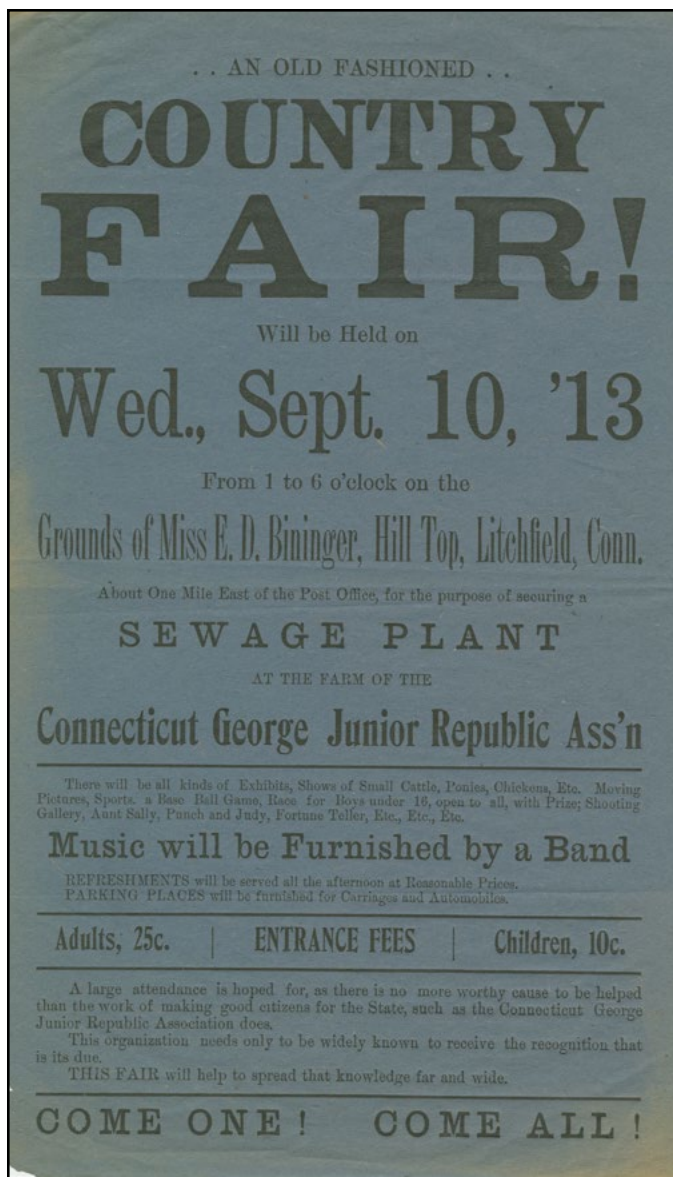 . . AN OLD FASHIONED . .
COUNTRY
FAIR!
Will be Held on
Wed., Sept. 10, '13
From 1 to 6 o'clock on the
Grounds of Miss E. D. Bininger, Hill Top, Litchfield, Conn.
About One Mile East of the Post Office, for the purpose of securing a
SEWAGE PLANT
AT THE FARM OF THE
Connecticut George Junior Republic Ass'n
There will be all kinds of Exhibits, Shows of Small Cattle, Ponies, Chickens, Etc. Moving
Pictures, Sports. a Base Ball Game, Race for Boys under 16, open to all, with Prize; Shooting
Gallery, Aunt Sally, Punch and Judy, Fortune Teller, Etc., Etc., Etc.
Music will be Furnished by a Band
REFRESHMENTS will be served all the afternoon at Reasonable Prices.
PARKING PLACES will be furnished for Carriages and Automobiles.
Adults, 25c. | ENTRANCE FEES | Children, 10c.
A large attendance is hoped for, as there is no more worthy cause to be helped
than the work of making good citizens for the State, such as the Connecticut George
Junior Republic Association does.
This organization needs only to be widely known to receive the recognition that
is its due.
THIS FAIR will help to spread that knowledge far and wide.
COME ONE! COME ALL!